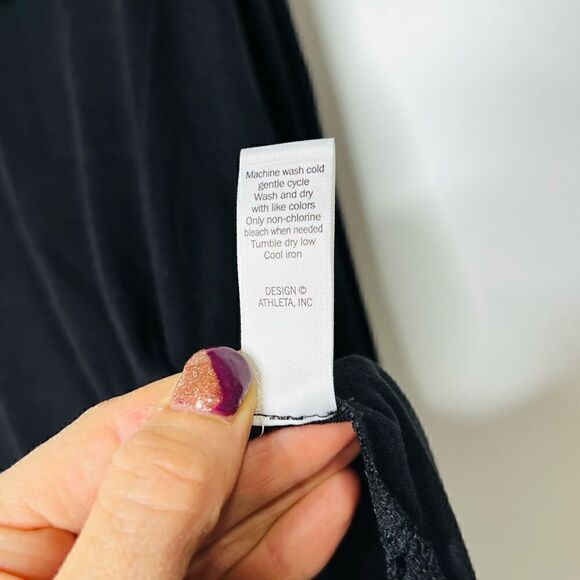 Machine wash cold
gentle cycle
Wash and dry
with like colors
Only non-chlorine
bleach when needed
Tumble dry low
Cool iron
DESIGN ©
ATHLETA, INC